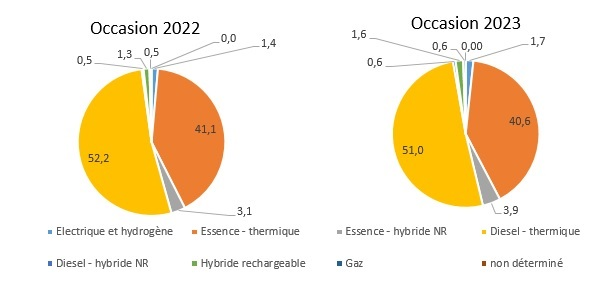 Occasion 2022
0,5
1,3
0,5
0,0
1,4
41,1
52,2
3,1
Occasion 2023
1,6
0,6
0,6
0,00
1,7
40,6
51,0
3,9
Electrique et hydrogène
Essence - thermique
Essence - hybride NR
Diesel - thermique
Diesel - hybride NR
Hybride rechargeable
Gaz
non déterminé